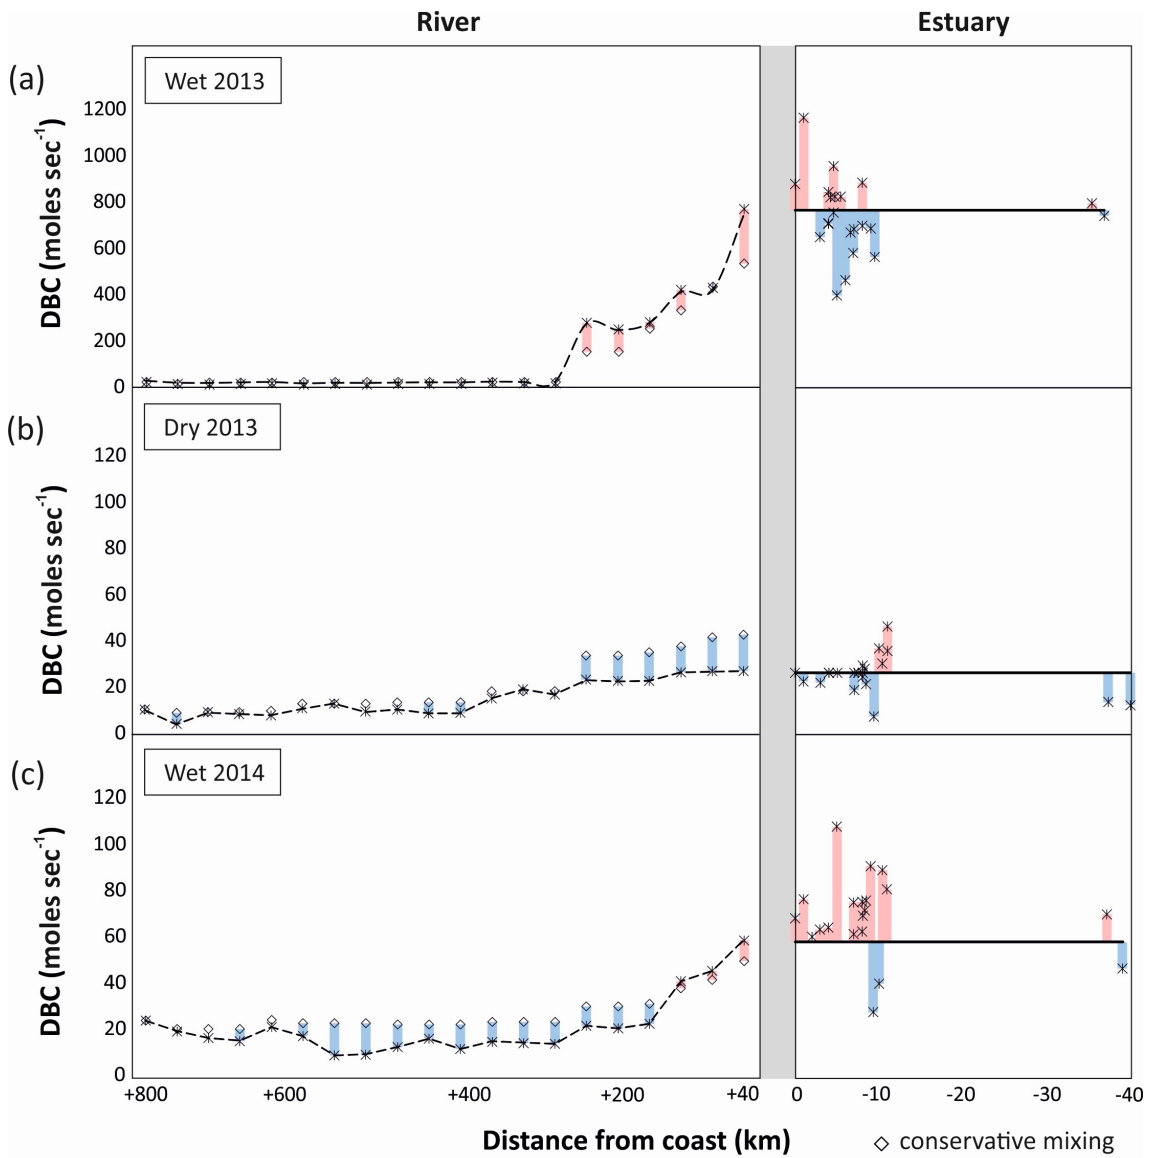 River Estuary
(a)
Wet 2013
1200
1000
800
600
400
200
0
DBC (moles sec⁻¹)
(b)
Dry 2013
120
100
80
60
40
20
0
DBC (moles sec⁻¹)
(c)
Wet 2014
120
100
80
60
40
20
0
DBC (moles sec⁻¹)
+800 +600 +400 +200 +40 0 -10 -20 -30 -40
Distance from coast (km)
conservative mixing